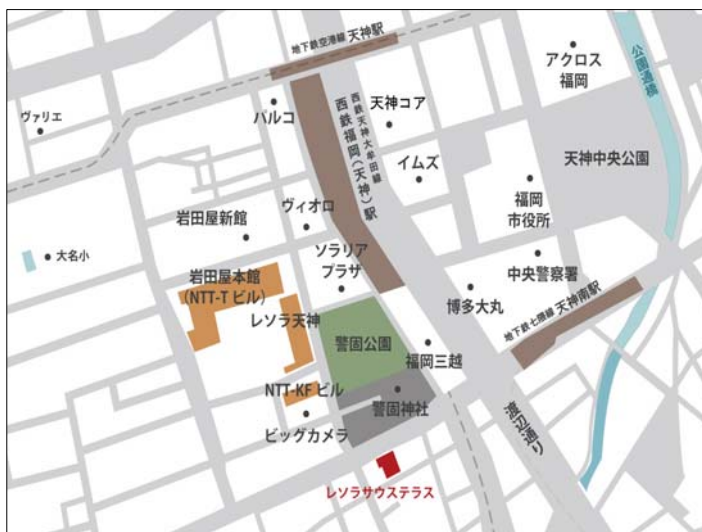 地下鉄空港線 天神駅
アクロス
福岡
公園通橋
ヴァリエ
パルコ
天神コア
西鉄天神大牟田線
西鉄福岡(天神)駅
イムズ
天神中央公園
福岡
市役所
岩田屋新館
ヴィオロ
大名小
ソラリア
プラザ
中央警察署
岩田屋本館
(NTT-T ビル)
博多大丸
地下鉄七隈線 天神南駅
レソラ天神
警固公園
福岡三越
NTT-KF ビル
警固神社
渡辺通り
ビッグカメラ
レソラサウステラス